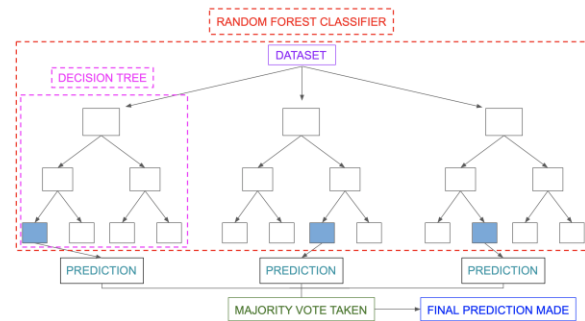 RANDOM FOREST CLASSIFIER
DATASET
DECISION TREE
PREDICTION
PREDICTION
PREDICTION
MAJORITY VOTE TAKEN
FINAL PREDICTION MADE